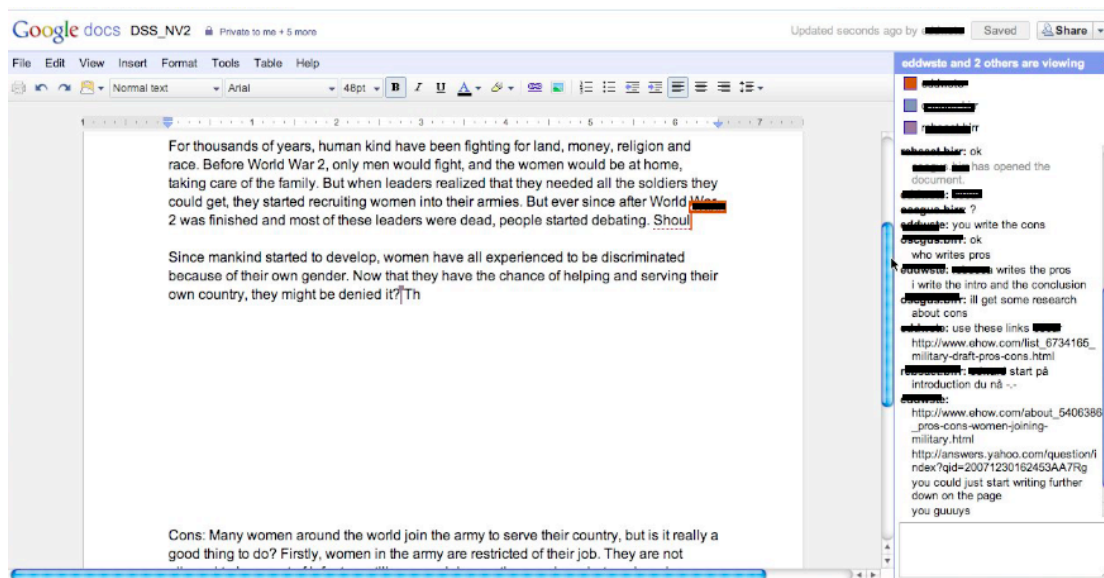 Google docs DSS_NV2 Private to me + 5 more
Updated seconds ago by
Saved
Share
File Edit View Insert Format Tools Table Help
Normal text Arial 48pt B I U A
1 1 2 3 4 5 6 7
For thousands of years, human kind have been fighting for land, money, religion and
race. Before World War 2, only men would fight, and the women would be at home,
taking care of the family. But when leaders realized that they needed all the soldiers they
could get, they started recruiting women into their armies. But ever since after World War
2 was finished and most of these leaders were dead, people started debating. Shoul
Since mankind started to develop, women have all experienced to be discriminated
because of their own gender. Now that they have the chance of helping and serving their
own country, they might be denied it? Th
Cons: Many women around the world join the army to serve their country, but is it really a
good thing to do? Firstly, women in the army are restricted of their job. They are not
eddwste and 2 others are viewing
: ok
has opened the
document.
: ?
: you write the cons
: ok
who writes pros
: writes the pros
i write the intro and the conclusion
: ill get some research
about cons
: use these links
http://www.ehow.com/list_6734165_
military-draft-pros-cons.html
: start på
introduction du nå -.-
http://www.ehow.com/about_5406386
_pros-cons-women-joining-
military.html
http://answers.yahoo.com/question/i
ndex?qid=20071230162453AA7Rg
you could just start writing further
down on the page
you guuuys